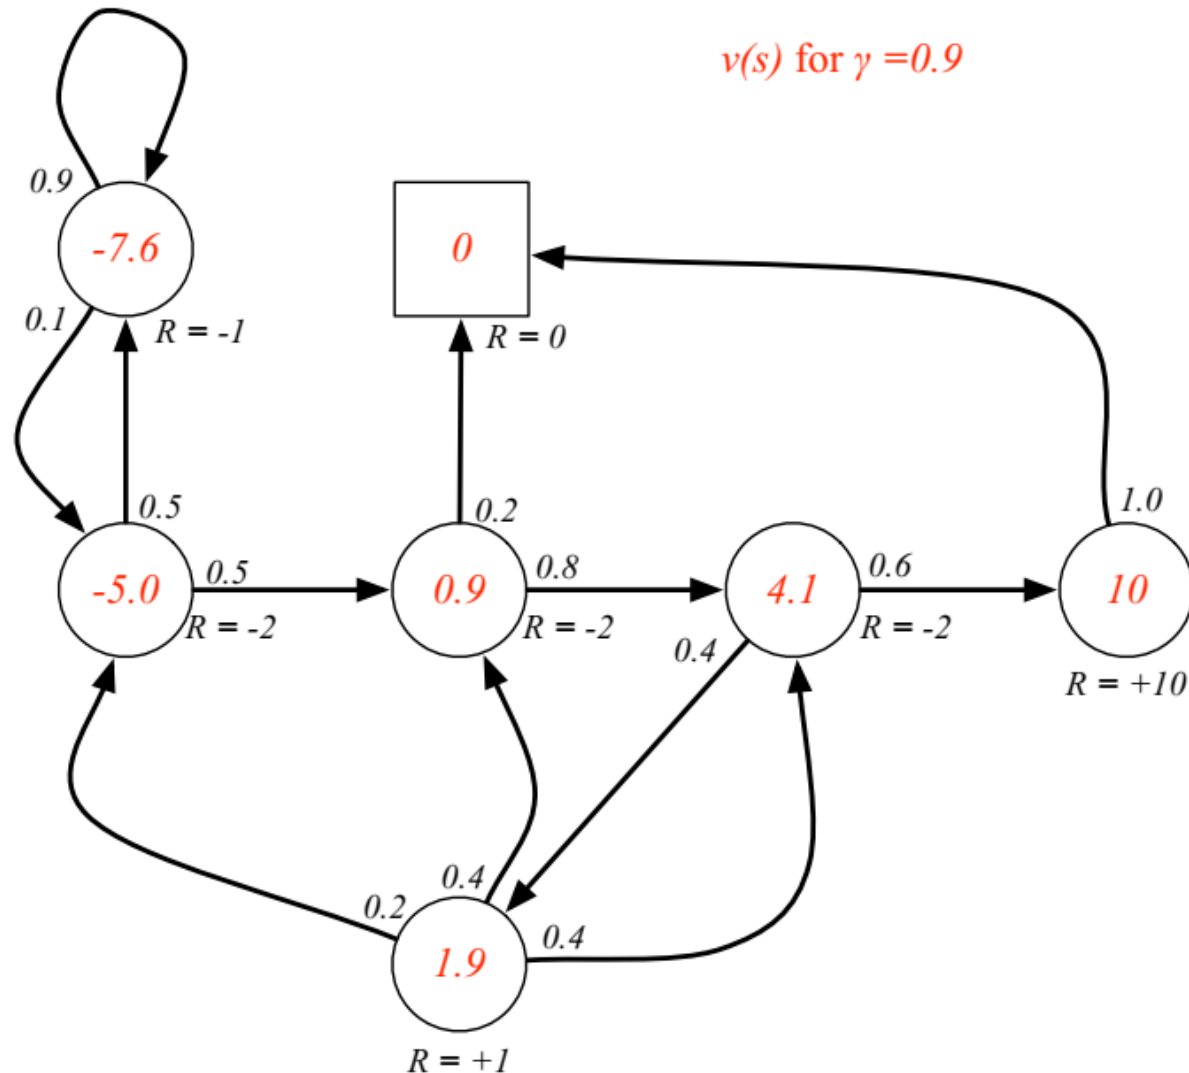 v(s) for γ =0.9
0.9
-7.6
0
0.1
R = -1
R = 0
0.5
0.2
1.0
-5.0
0.5
R = -2
0.9
0.8
R = -2
4.1
0.6
R = -2
10
0.4
R = +10
0.4
0.2
0.4
1.9
R = +1